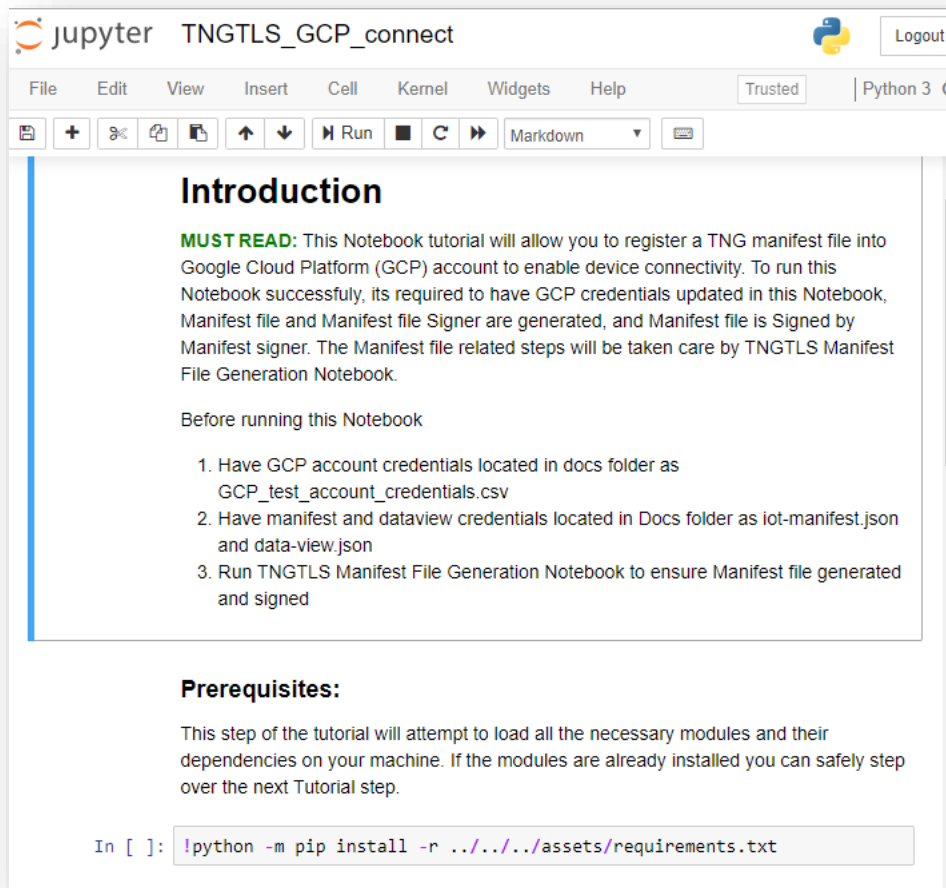 jupyter TNGTLS_GCP_connect
Logout
File Edit View Insert Cell Kernel Widgets Help Trusted Python 3
Run Markdown
Introduction
MUST READ: This Notebook tutorial will allow you to register a TNG manifest file into
Google Cloud Platform (GCP) account to enable device connectivity. To run this
Notebook successfuly, its required to have GCP credentials updated in this Notebook,
Manifest file and Manifest file Signer are generated, and Manifest file is Signed by
Manifest signer. The Manifest file related steps will be taken care by TNGTLS Manifest
File Generation Notebook.
Before running this Notebook
1. Have GCP account credentials located in docs folder as
GCP_test_account_credentials.csv
2. Have manifest and dataview credentials located in Docs folder as iot-manifest.json
and data-view.json
3. Run TNGTLS Manifest File Generation Notebook to ensure Manifest file generated
and signed
Prerequisites:
This step of the tutorial will attempt to load all the necessary modules and their
dependencies on your machine. If the modules are already installed you can safely step
over the next Tutorial step.
In [ ]: !python -m pip install -r ../../../assets/requirements.txt